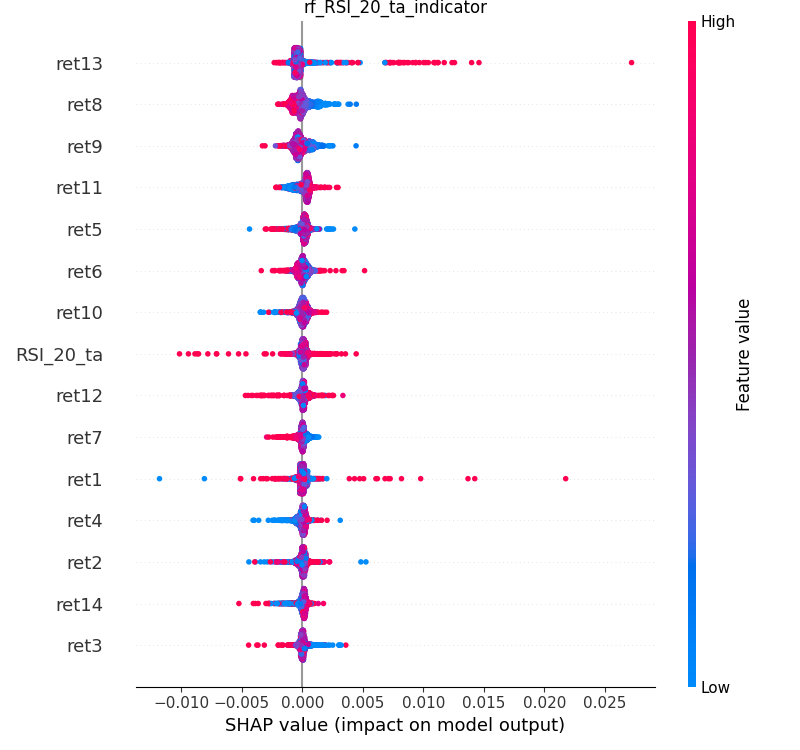 rf_RSI_20_ta_indicator
High
ret13
ret8
ret9
ret11
ret5
ret6
ret10
RSI_20_ta
ret12
ret7
ret1
ret4
ret2
ret14
ret3
Feature value
Low
−0.010 −0.005 0.000 0.005 0.010 0.015 0.020 0.025
SHAP value (impact on model output)